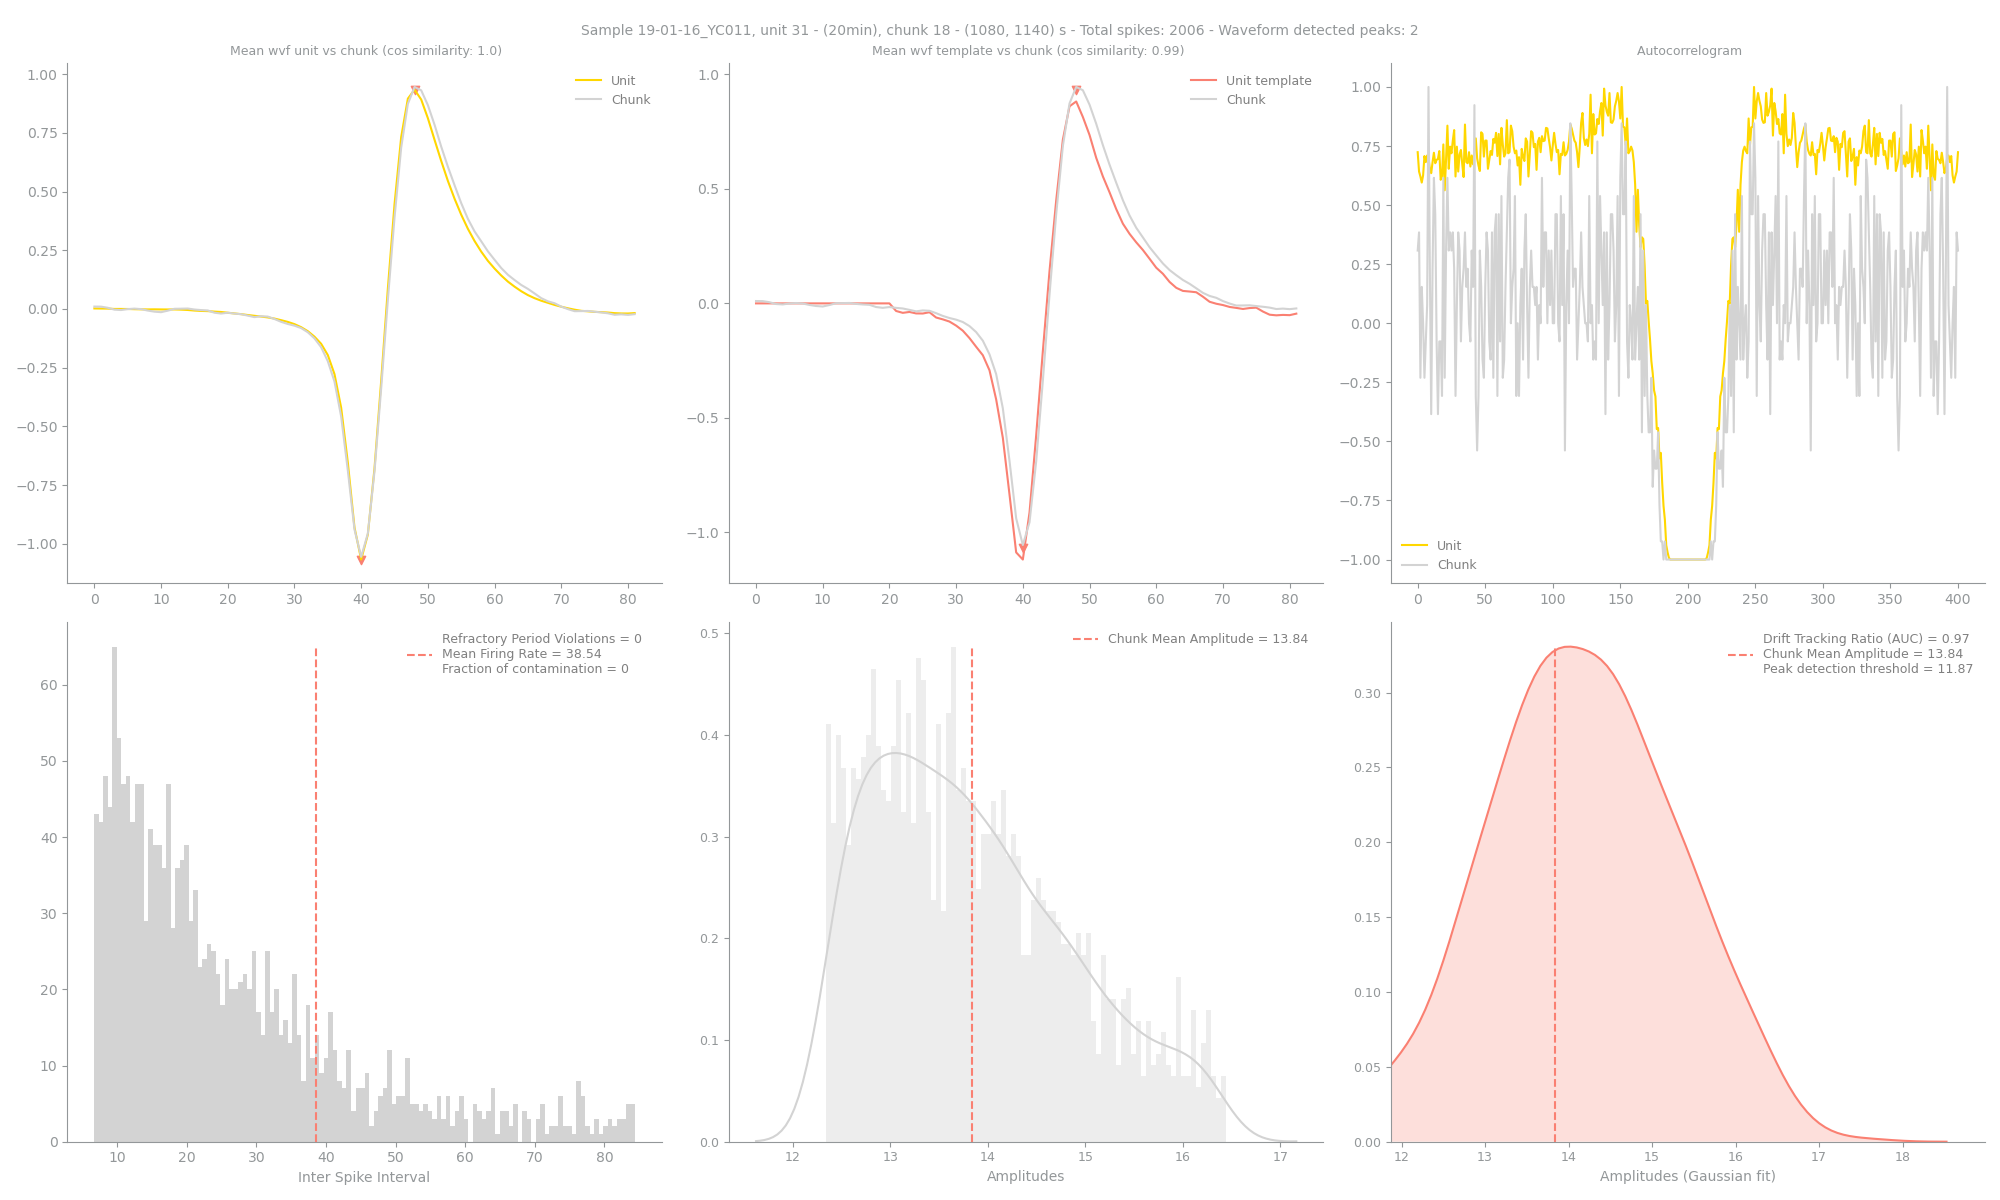 Sample 19-01-16_YC011, unit 31 - (20min), chunk 18 - (1080, 1140) s - Total spikes: 2006 - Waveform detected peaks: 2
Mean wvf unit vs chunk (cos similarity: 1.0)
1.00
0.75
0.50
0.25
0.00
−0.25
−0.50
−0.75
−1.00
0 10 20 30 40 50 60 70 80
Unit
Chunk
Mean wvf template vs chunk (cos similarity: 0.99)
1.0
0.5
0.0
−0.5
−1.0
0 10 20 30 40 50 60 70 80
Unit template
Chunk
Autocorrelogram
1.00
0.75
0.50
0.25
0.00
−0.25
−0.50
−0.75
−1.00
0 50 100 150 200 250 300 350 400
Unit
Chunk
60
50
40
30
20
10
0
10 20 30 40 50 60 70 80
Inter Spike Interval
Refractory Period Violations = 0
Mean Firing Rate = 38.54
Fraction of contamination = 0
0.5
0.4
0.3
0.2
0.1
0.0
12 13 14 15 16 17
Amplitudes
Chunk Mean Amplitude = 13.84
0.30
0.25
0.20
0.15
0.10
0.05
0.00
12 13 14 15 16 17 18
Amplitudes (Gaussian fit)
Drift Tracking Ratio (AUC) = 0.97
Chunk Mean Amplitude = 13.84
Peak detection threshold = 11.87